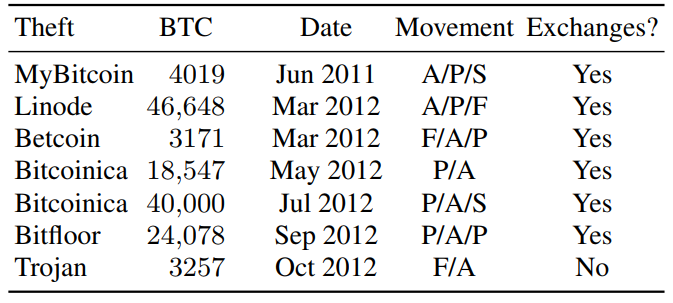 Theft BTC Date Movement Exchanges?
MyBitcoin 4019 Jun 2011 A/P/S Yes
Linode 46,648 Mar 2012 A/P/F Yes
Betcoin 3171 Mar 2012 F/A/P Yes
Bitcoinica 18,547 May 2012 P/A Yes
Bitcoinica 40,000 Jul 2012 P/A/S Yes
Bitfloor 24,078 Sep 2012 P/A/P Yes
Trojan 3257 Oct 2012 F/A No